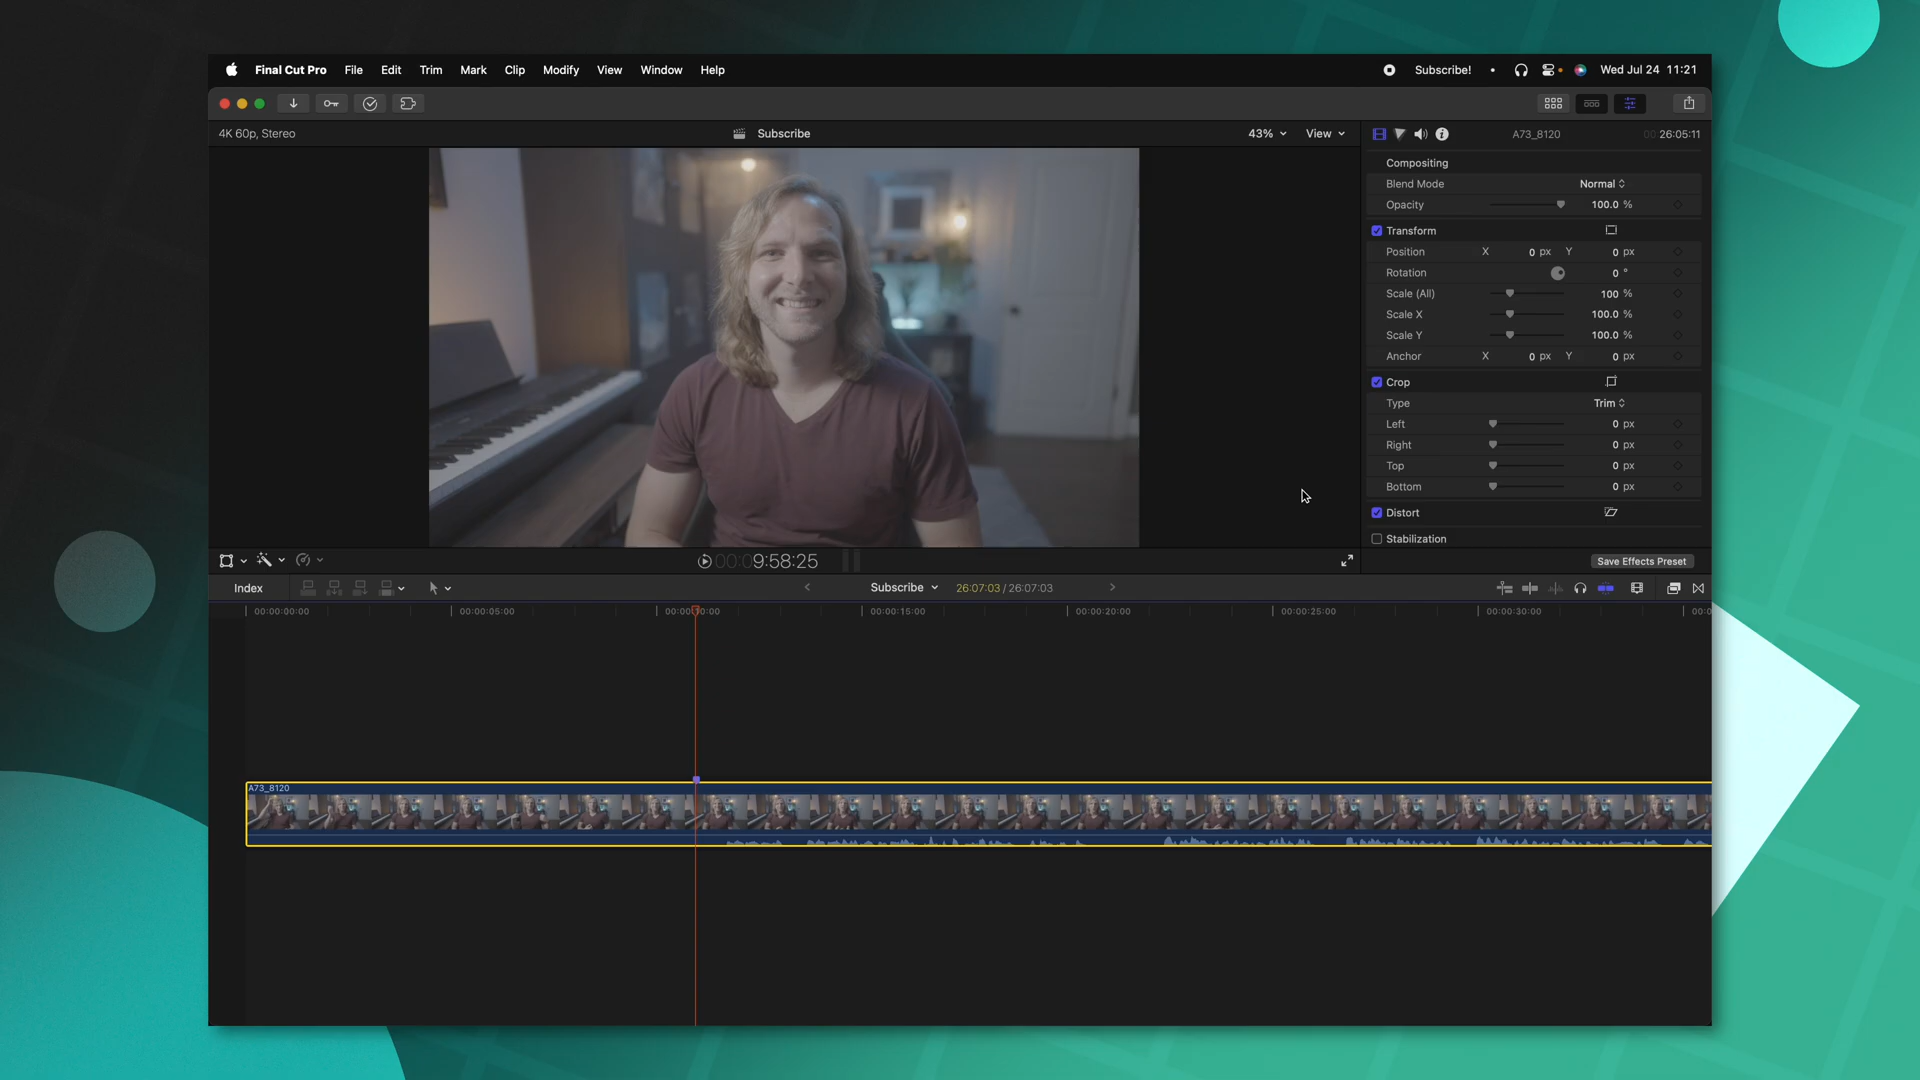 Final Cut Pro File Edit Trim Mark Clip Modify View Window Help Subscribe! Wed Jul 24 11:21
4K 60p, Stereo Subscribe 43% View A73_8120 00 26:05:11
Compositing
Blend Mode Normal
Opacity 100.0 %
Transform
Position X 0 px Y 0 px
Rotation 0 °
Scale (All) 100 %
Scale X 100.0 %
Scale Y 100.0 %
Anchor X 0 px Y 0 px
Crop
Type Trim
Left 0 px
Right 0 px
Top 0 px
Bottom 0 px
Distort
Stabilization
00:00:09:58:25 Save Effects Preset
Index Subscribe 26:07:03 / 26:07:03
00:00:00:00 00:00:05:00 00:00:10:00 00:00:15:00 00:00:20:00 00:00:25:00 00:00:30:00
A73_8120